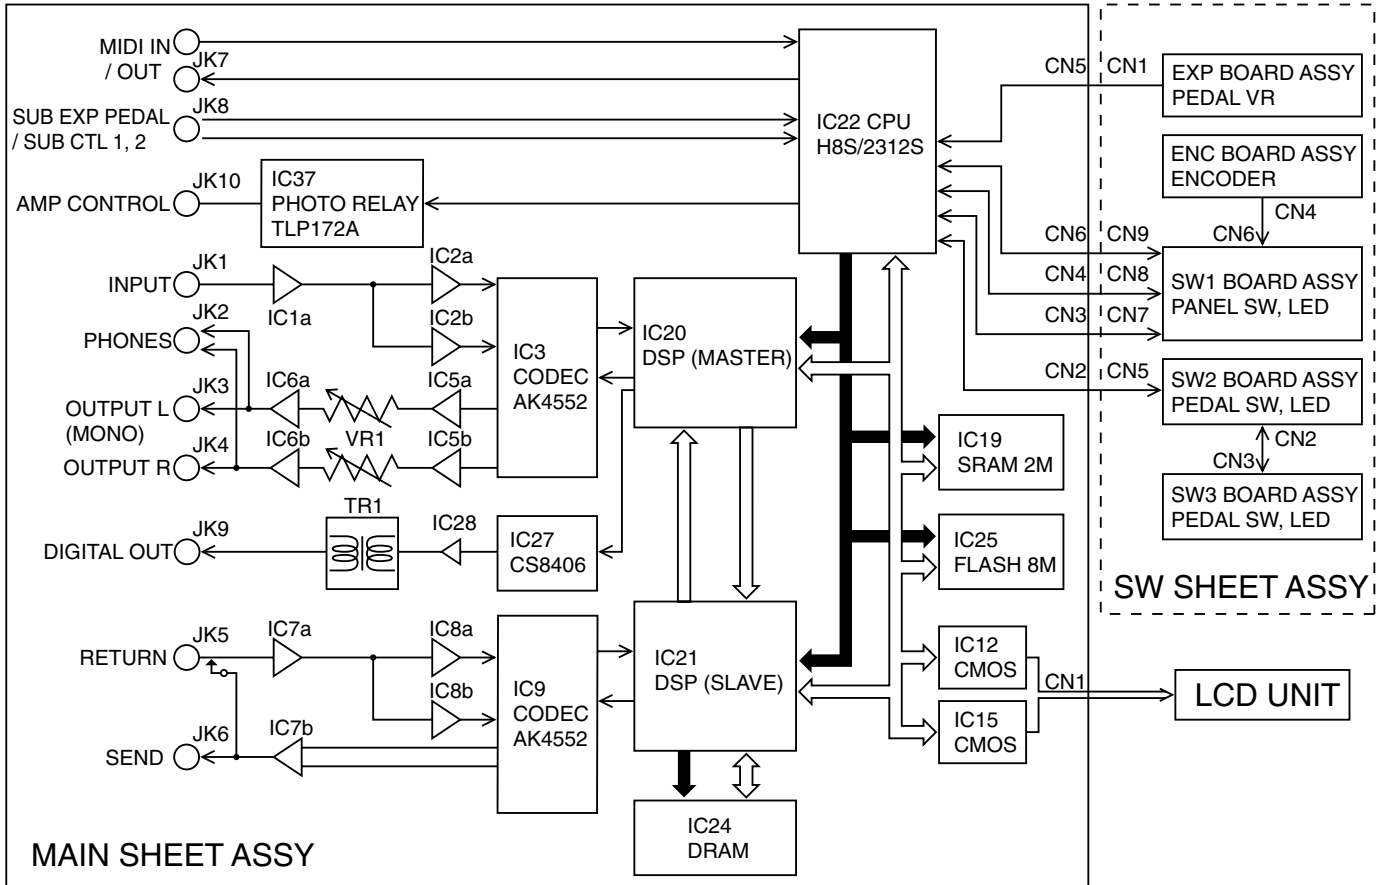 MIDI IN
/ OUT
JK7
JK8
SUB EXP PEDAL
/ SUB CTL 1, 2
JK10
AMP CONTROL
IC37
PHOTO RELAY
TLP172A
IC22 CPU
H8S/2312S
JK1
INPUT
IC1a
IC2a
IC2b
JK2
PHONES
IC3
CODEC
AK4552
IC20
DSP (MASTER)
JK3
OUTPUT L
(MONO)
IC6a
IC5a
JK4
OUTPUT R
IC6b
VR1
IC5b
TR1
JK9
DIGITAL OUT
IC28
IC27
CS8406
JK5
RETURN
IC7a
IC8a
IC8b
IC9
CODEC
AK4552
IC21
DSP (SLAVE)
JK6
SEND
IC7b
IC24
DRAM
IC19
SRAM 2M
IC25
FLASH 8M
IC12
CMOS
IC15
CMOS
CN1
LCD UNIT
MAIN SHEET ASSY
CN5
CN1
EXP BOARD ASSY
PEDAL VR
ENC BOARD ASSY
ENCODER
CN4
CN6
CN6
CN9
CN4
CN8
CN3
CN7
SW1 BOARD ASSY
PANEL SW, LED
CN2
CN5
SW2 BOARD ASSY
PEDAL SW, LED
CN2
CN3
SW3 BOARD ASSY
PEDAL SW, LED
SW SHEET ASSY